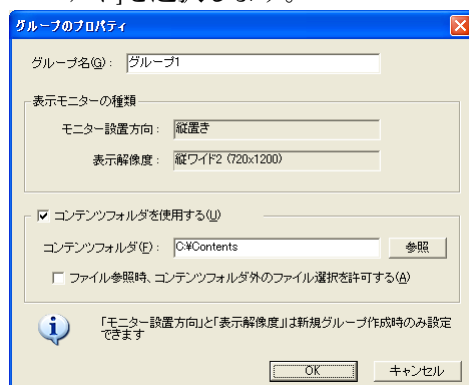 を選択します。
グループのプロパティ
グループ名(G): グループ1
表示モニターの種類
モニター設置方向: 縦置き
表示解像度: 縦ワイド2 (720x1200)
コンテンツフォルダを使用する(U)
コンテンツフォルダ(F): C:¥Contents 参照
ファイル参照時、コンテンツフォルダ外のファイル選択を許可する(A)
「モニター設置方向」と「表示解像度」は新規グループ作成時のみ設定
できます
OK キャンセル